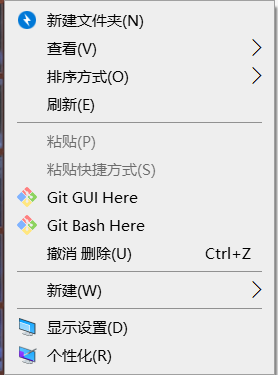 新建文件夹(N)
查看(V)
排序方式(O)
刷新(E)
粘贴(P)
粘贴快捷方式(S)
Git GUI Here
Git Bash Here
撤消 删除(U) Ctrl+Z
新建(W)
显示设置(D)
个性化(R)